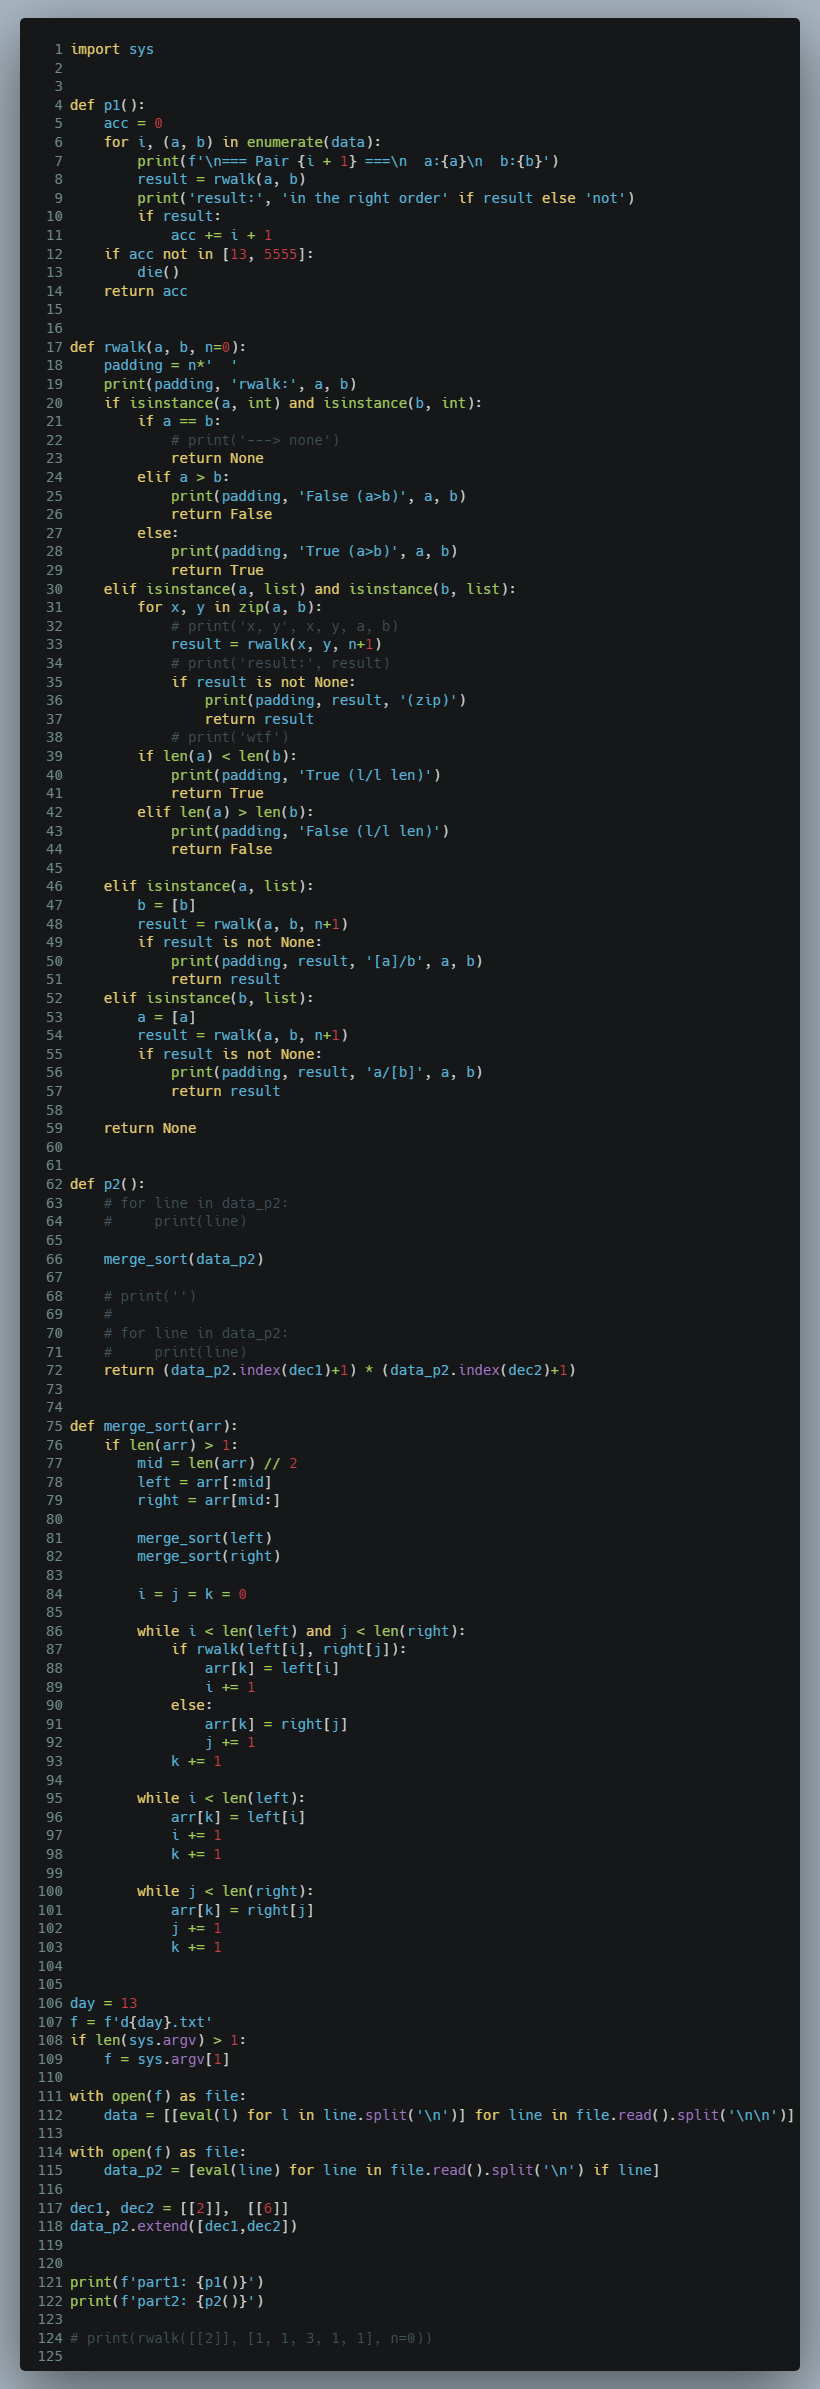 1 import sys
2
3
4 def p1():
5     acc = 0
6     for i, (a, b) in enumerate(data):
7         print(f'\n=== Pair {i + 1} ===\n  a:{a}\n  b:{b}')
8         result = rwalk(a, b)
9         print('result:', 'in the right order' if result else 'not')
10         if result:
11             acc += i + 1
12     if acc not in [13, 5555]:
13         die()
14     return acc
15
16
17 def rwalk(a, b, n=0):
18     padding = n*'  '
19     print(padding, 'rwalk:', a, b)
20     if isinstance(a, int) and isinstance(b, int):
21         if a == b:
22             # print('---> none')
23             return None
24         elif a > b:
25             print(padding, 'False (a>b)', a, b)
26             return False
27         else:
28             print(padding, 'True (a>b)', a, b)
29             return True
30     elif isinstance(a, list) and isinstance(b, list):
31         for x, y in zip(a, b):
32             # print('x, y', x, y, a, b)
33             result = rwalk(x, y, n+1)
34             # print('result:', result)
35             if result is not None:
36                 print(padding, result, '(zip)')
37                 return result
38             # print('wtf')
39         if len(a) < len(b):
40             print(padding, 'True (l/l len)')
41             return True
42         elif len(a) > len(b):
43             print(padding, 'False (l/l len)')
44             return False
45
46     elif isinstance(a, list):
47         b = [b]
48         result = rwalk(a, b, n+1)
49         if result is not None:
50             print(padding, result, '[a]/b', a, b)
51             return result
52     elif isinstance(b, list):
53         a = [a]
54         result = rwalk(a, b, n+1)
55         if result is not None:
56             print(padding, result, 'a/[b]', a, b)
57             return result
58
59     return None
60
61
62 def p2():
63     # for line in data_p2:
64     #     print(line)
65
66     merge_sort(data_p2)
67
68     # print('')
69     #
70     # for line in data_p2:
71     #     print(line)
72     return (data_p2.index(dec1)+1) * (data_p2.index(dec2)+1)
73
74
75 def merge_sort(arr):
76     if len(arr) > 1:
77         mid = len(arr) // 2
78         left = arr[:mid]
79         right = arr[mid:]
80
81         merge_sort(left)
82         merge_sort(right)
83
84         i = j = k = 0
85
86         while i < len(left) and j < len(right):
87             if rwalk(left[i], right[j]):
88                 arr[k] = left[i]
89                 i += 1
90             else:
91                 arr[k] = right[j]
92                 j += 1
93             k += 1
94
95         while i < len(left):
96             arr[k] = left[i]
97             i += 1
98             k += 1
99
100         while j < len(right):
101             arr[k] = right[j]
102             j += 1
103             k += 1
104
105
106 day = 13
107 f = f'd{day}.txt'
108 if len(sys.argv) > 1:
109     f = sys.argv[1]
110
111 with open(f) as file:
112     data = [[eval(l) for l in line.split('\n')] for line in file.read().split('\n\n')]
113
114 with open(f) as file:
115     data_p2 = [eval(line) for line in file.read().split('\n') if line]
116
117 dec1, dec2 = [[2]],  [[6]]
118 data_p2.extend([dec1,dec2])
119
120
121 print(f'part1: {p1()}')
122 print(f'part2: {p2()}')
123
124 # print(rwalk([[2]], [1, 1, 3, 1, 1], n=0))
125